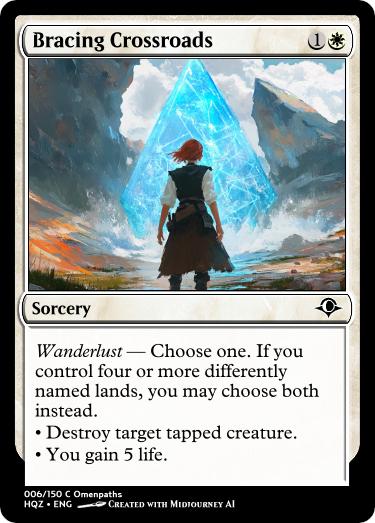 Bracing Crossroads 1
Sorcery
Wanderlust — Choose one. If you
control four or more differently
named lands, you may choose both
instead.
• Destroy target tapped creature.
• You gain 5 life.
006/150 C Omenpaths
HQZ • ENG Created with Midjourney AI